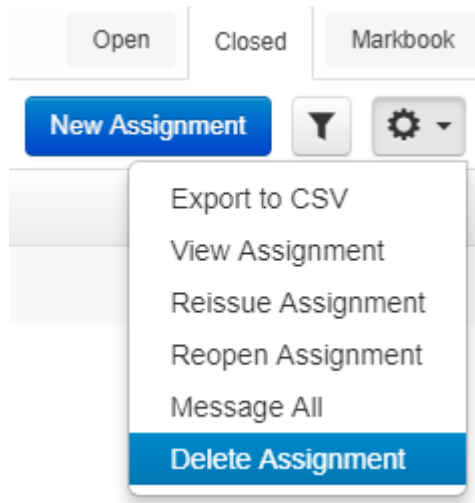 Open Closed Markbook
New Assignment
Export to CSV
View Assignment
Reissue Assignment
Reopen Assignment
Message All
Delete Assignment